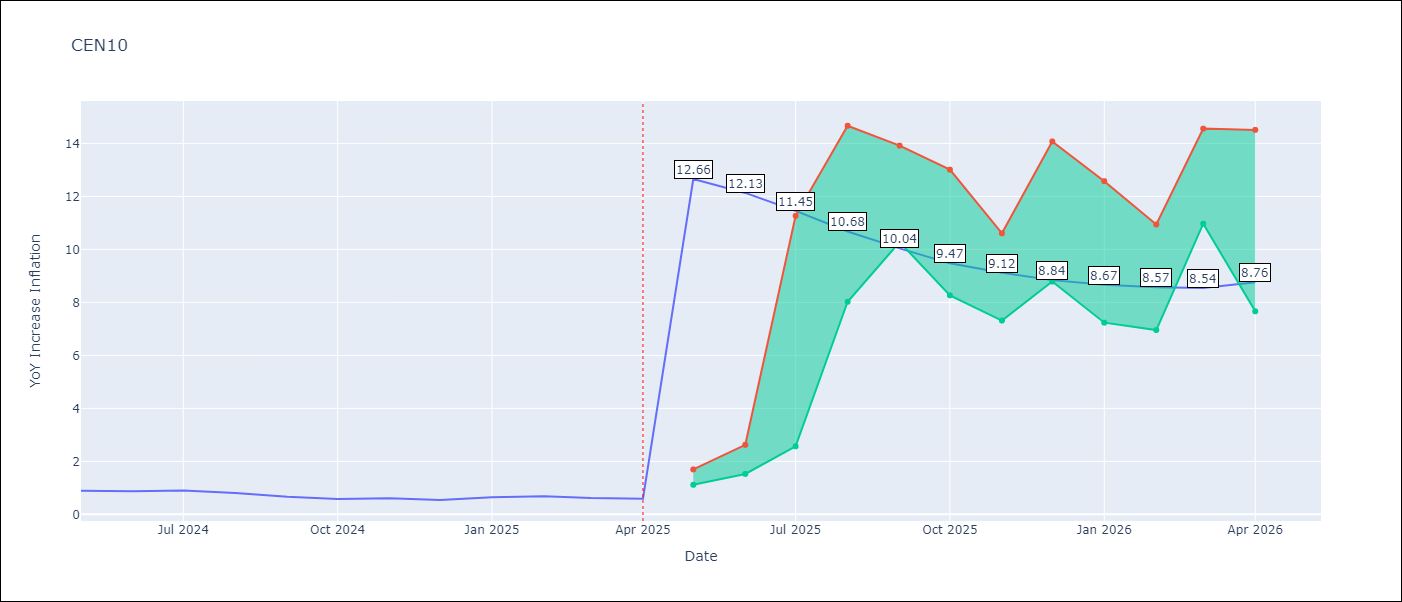 CEN10
YoY Increase Inflation
14
12
10
8
6
4
2
0
12.66
12.13
11.45
10.68
10.04
9.47
9.12
8.84
8.67
8.57
8.54
8.76
Jul 2024
Oct 2024
Jan 2025
Apr 2025
Jul 2025
Oct 2025
Jan 2026
Apr 2026
Date